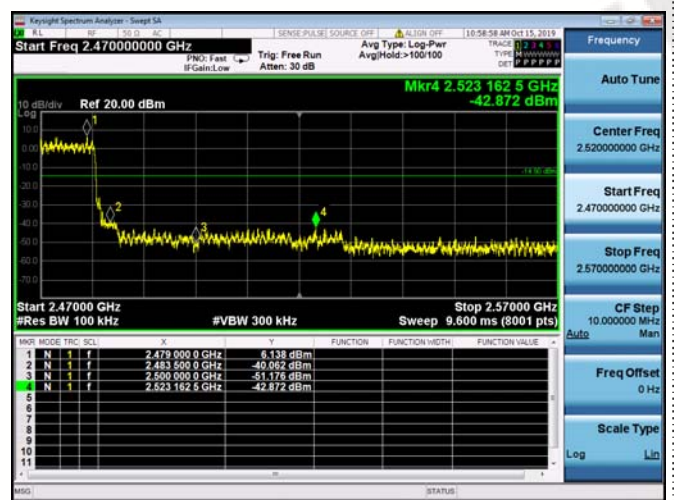 Keysight Spectrum Analyzer - Swept SA
RL RF 50 Ω AC SENSE:PULSE SOURCE OFF ALIGN OFF 10:58:58 AM Oct 15, 2019
Start Freq 2.470000000 GHz
PNO: Fast
IFGain:Low
Trig: Free Run
Atten: 30 dB
Avg Type: Log-Pwr
Avg|Hold:>100/100
TRACE 1 2 3 4 5 6
TYPE M
DET P P P P P P
Mkr4 2.523 162 5 GHz
-42.872 dBm
10 dB/div Ref 20.00 dBm
Log
10.0
0.00
-10.0
-20.0
-30.0
-40.0
-50.0
-60.0
-70.0
1
2
3
4
-14.90 dBm
Start 2.47000 GHz Stop 2.57000 GHz
#Res BW 100 kHz #VBW 300 kHz Sweep 9.600 ms (8001 pts)
MKR MODE TRC SCL X Y FUNCTION FUNCTION WIDTH FUNCTION VALUE
1 N 1 f 2.479 000 0 GHz 6.138 dBm
2 N 1 f 2.483 500 0 GHz -40.062 dBm
3 N 1 f 2.500 000 0 GHz -51.176 dBm
4 N 1 f 2.523 162 5 GHz -42.872 dBm
5
6
7
8
9
10
11
MSG STATUS
Frequency
Auto Tune
Center Freq
2.520000000 GHz
Start Freq
2.470000000 GHz
Stop Freq
2.570000000 GHz
CF Step
10.000000 MHz
Auto Man
Freq Offset
0 Hz
Scale Type
Log Lin